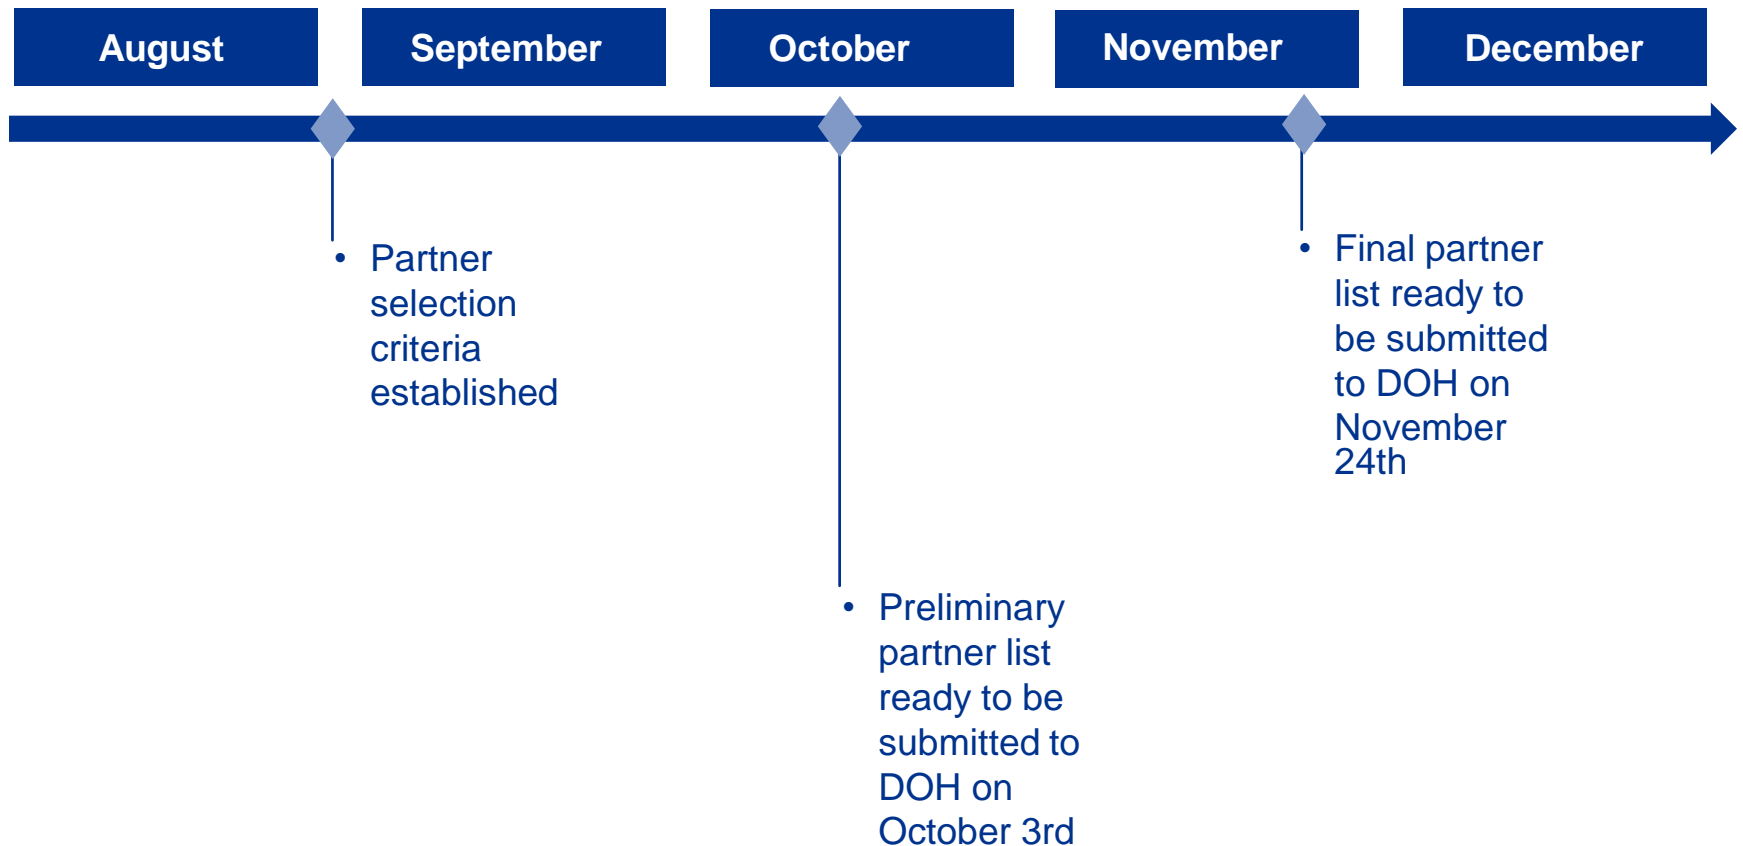 August
September
October
November
December
• Partner
selection
criteria
established
• Preliminary
partner list
ready to be
submitted to
DOH on
October 3rd
• Final partner
list ready to
be submitted
to DOH on
November
24th